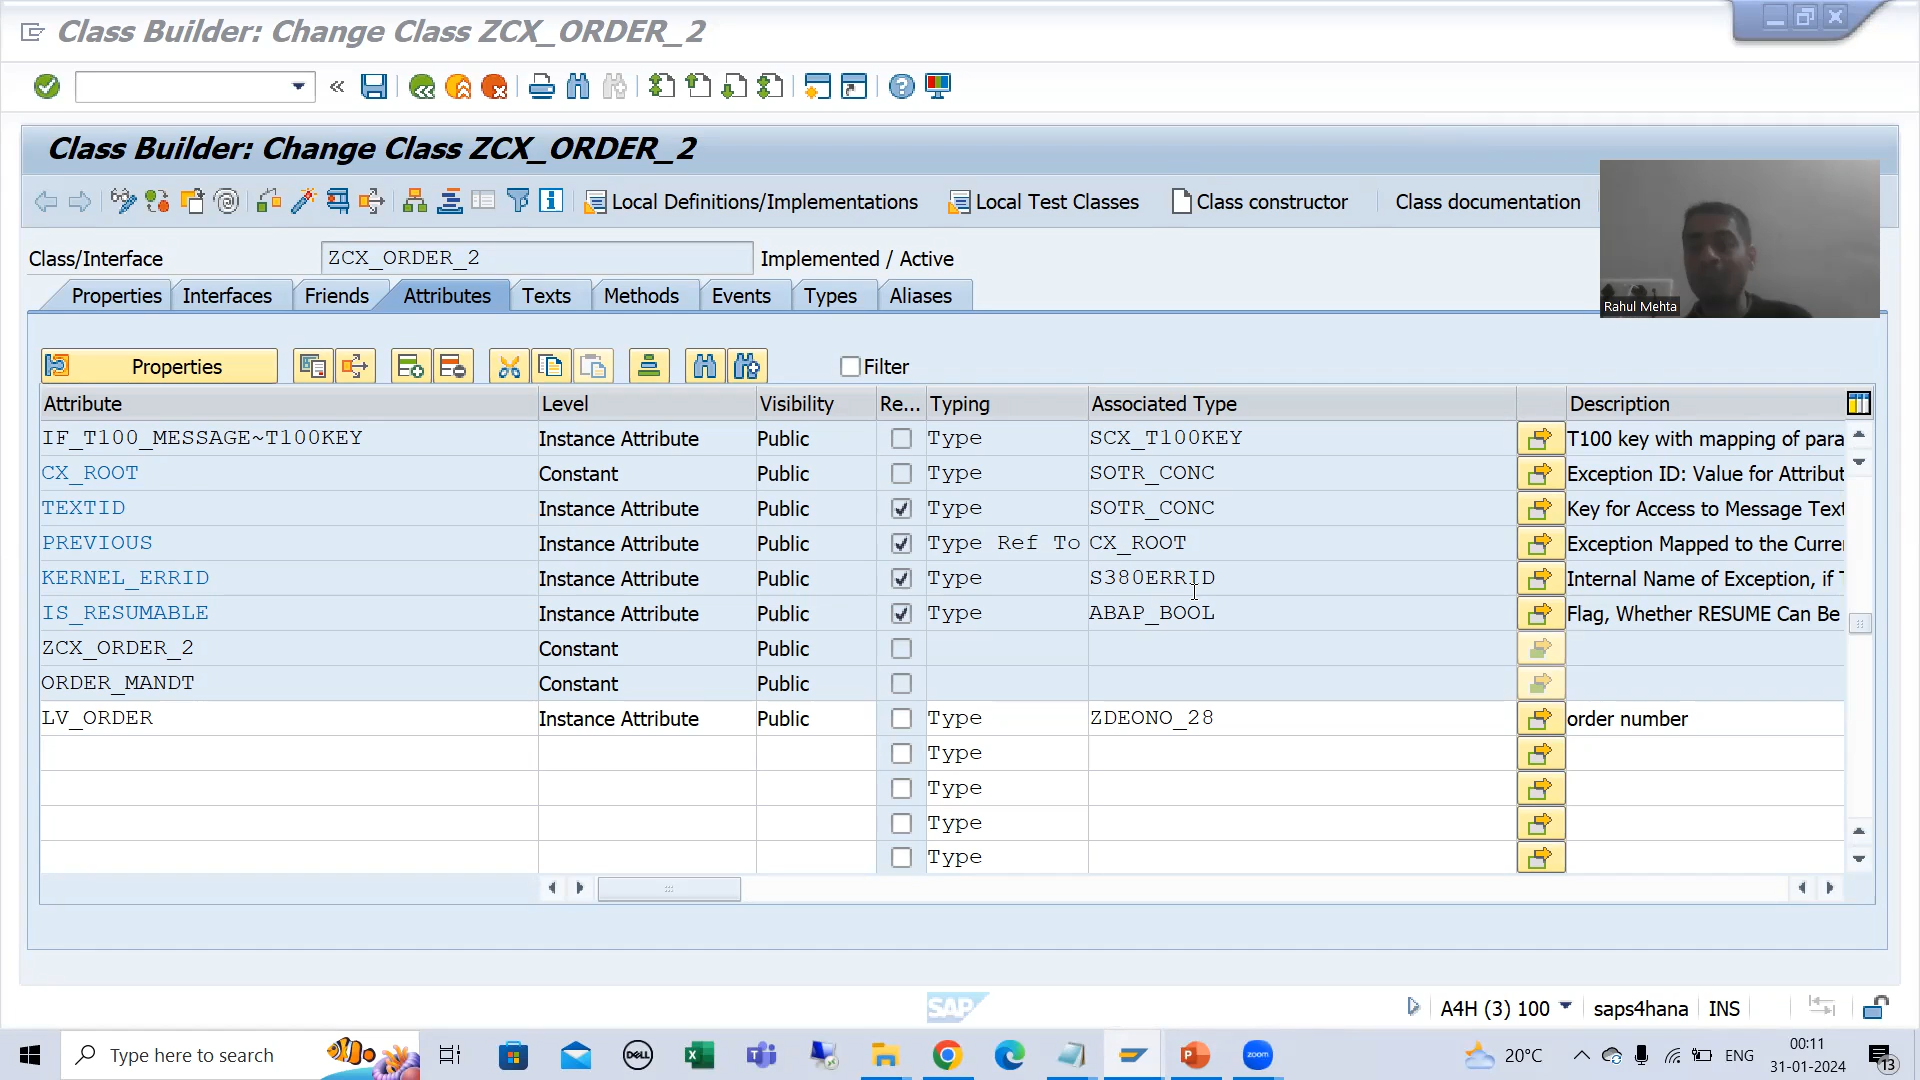 Class Builder: Change Class ZCX_ORDER_2
Class Builder: Change Class ZCX_ORDER_2
Local Definitions/Implementations Local Test Classes Class constructor Class documentation
Class/Interface ZCX_ORDER_2 Implemented / Active
Properties Interfaces Friends Attributes Texts Methods Events Types Aliases
Rahul Mehta
Properties Filter
Attribute Level Visibility Re... Typing Associated Type Description
IF_T100_MESSAGE~T100KEY Instance Attribute Public Type SCX_T100KEY T100 key with mapping of para
CX_ROOT Constant Public Type SOTR_CONC Exception ID: Value for Attribut
TEXTID Instance Attribute Public Type SOTR_CONC Key for Access to Message Text
PREVIOUS Instance Attribute Public Type Ref To CX_ROOT Exception Mapped to the Curre
KERNEL_ERRID Instance Attribute Public Type S380ERRID Internal Name of Exception, if T
IS_RESUMABLE Instance Attribute Public Type ABAP_BOOL Flag, Whether RESUME Can Be
ZCX_ORDER_2 Constant Public
ORDER_MANDT Constant Public
LV_ORDER Instance Attribute Public Type ZDEONO_28 order number
Type
Type
Type
Type
SAP A4H (3) 100 saps4hana INS
Type here to search DELL zoom 20°C ENG 00:11
31-01-2024 13